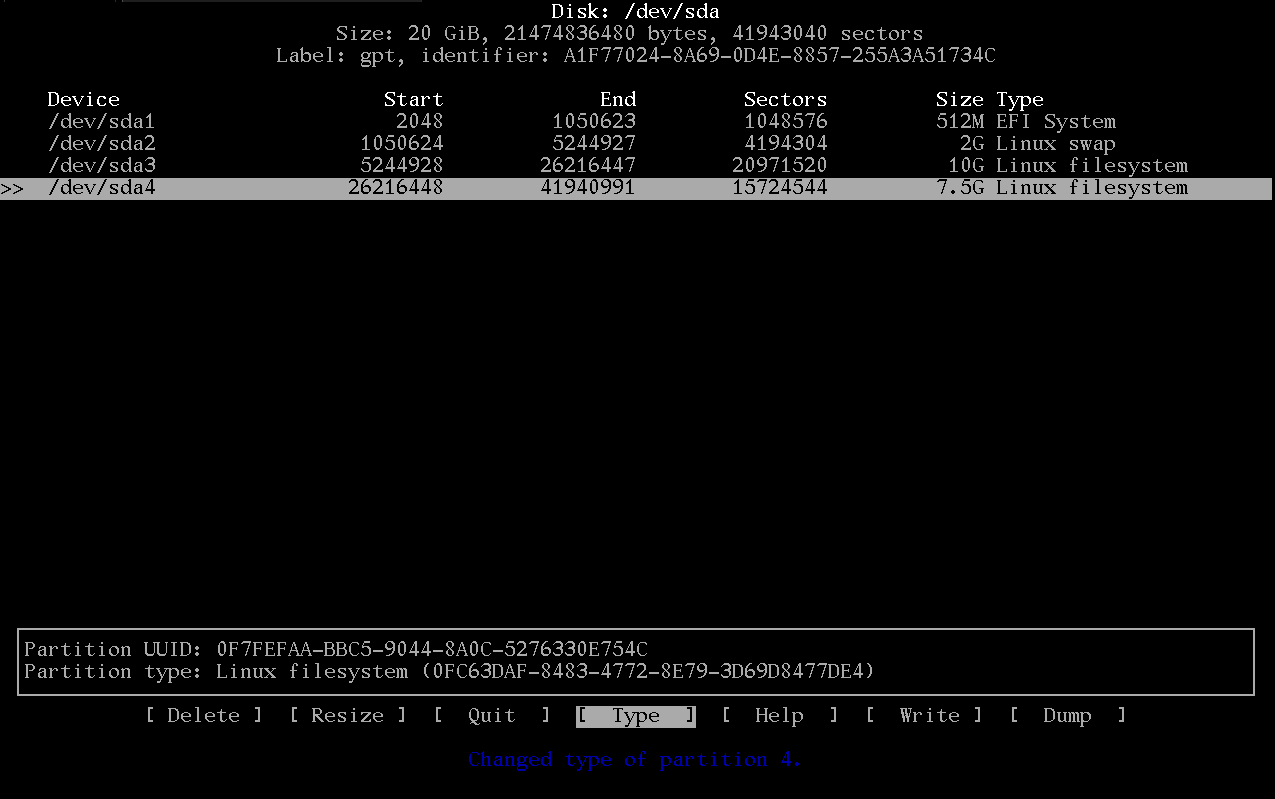 Disk: /dev/sda
Size: 20 GiB, 21474836480 bytes, 41943040 sectors
Label: gpt, identifier: A1F77024-8A69-0D4E-8857-255A3A51734C
Device Start End Sectors Size Type
/dev/sda1 2048 1050623 1048576 512M EFI System
/dev/sda2 1050624 5244927 4194304 2G Linux swap
/dev/sda3 5244928 26216447 20971520 10G Linux filesystem
>> /dev/sda4 26216448 41940991 15724544 7.5G Linux filesystem
Partition UUID: 0F7FEFAA-BBC5-9044-8A0C-5276330E754C
Partition type: Linux filesystem (0FC63DAF-8483-4772-8E79-3D69D8477DE4)
[ Delete ] [ Resize ] [ Quit ] [ Type ] [ Help ] [ Write ] [ Dump ]
Changed type of partition 4.